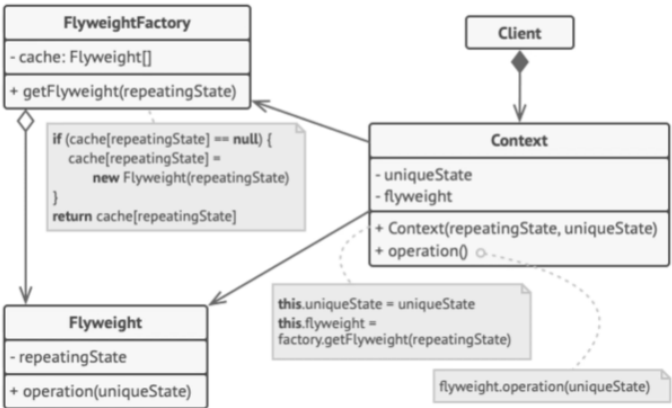 FlyweightFactory
- cache: Flyweight[]
+ getFlyweight(repeatingState)
if (cache[repeatingState] == null) {
cache[repeatingState] =
new Flyweight(repeatingState)
}
return cache[repeatingState]
Client
Context
- uniqueState
- flyweight
+ Context(repeatingState, uniqueState)
+ operation()
this.uniqueState = uniqueState
this.flyweight =
factory.getFlyweight(repeatingState)
flyweight.operation(uniqueState)
Flyweight
- repeatingState
+ operation(uniqueState)